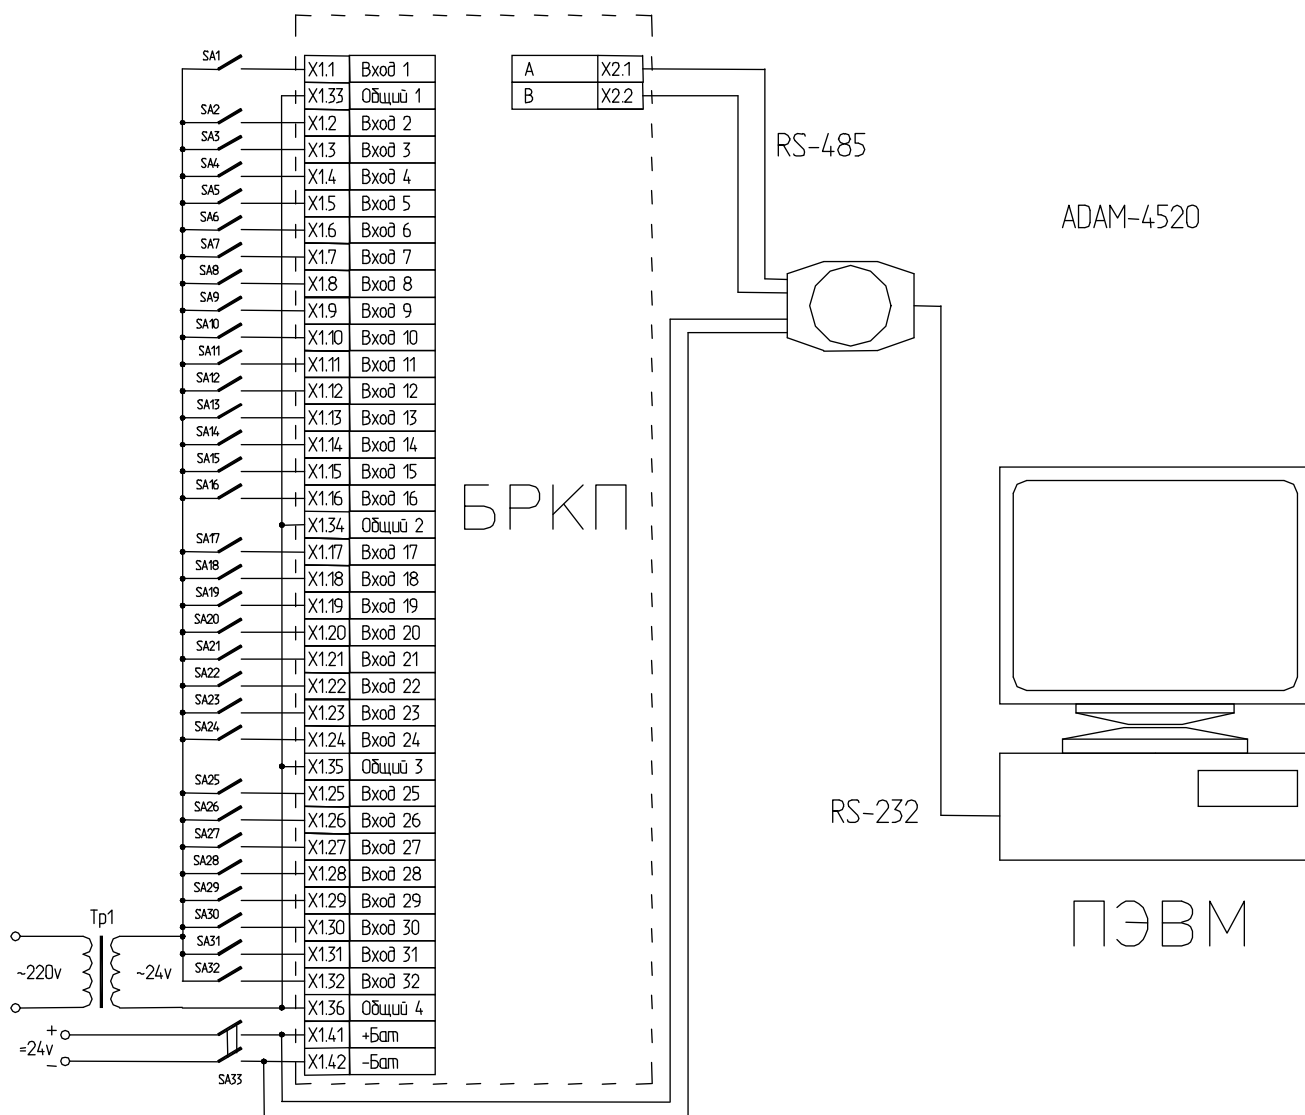 SA1
X1.1 Вход 1
A X2.1
X1.33 Общий 1
B X2.2
SA2
X1.2 Вход 2
SA3
X1.3 Вход 3
RS-485
SA4
X1.4 Вход 4
SA5
X1.5 Вход 5
ADAM-4520
SA6
X1.6 Вход 6
SA7
X1.7 Вход 7
SA8
X1.8 Вход 8
SA9
X1.9 Вход 9
SA10
X1.10 Вход 10
SA11
X1.11 Вход 11
SA12
X1.12 Вход 12
SA13
X1.13 Вход 13
SA14
X1.14 Вход 14
SA15
X1.15 Вход 15
SA16
X1.16 Вход 16
БРКП
X1.34 Общий 2
SA17
X1.17 Вход 17
SA18
X1.18 Вход 18
SA19
X1.19 Вход 19
SA20
X1.20 Вход 20
SA21
X1.21 Вход 21
SA22
X1.22 Вход 22
SA23
X1.23 Вход 23
SA24
X1.24 Вход 24
X1.35 Общий 3
SA25
X1.25 Вход 25
SA26
X1.26 Вход 26
RS-232
SA27
X1.27 Вход 27
SA28
X1.28 Вход 28
SA29
X1.29 Вход 29
Тр1
SA30
X1.30 Вход 30
ПЭВМ
SA31
X1.31 Вход 31
~220v ~24v
SA32
X1.32 Вход 32
X1.36 Общий 4
+
X1.41 +Бат
=24v
–
X1.42 -Бат
SA33